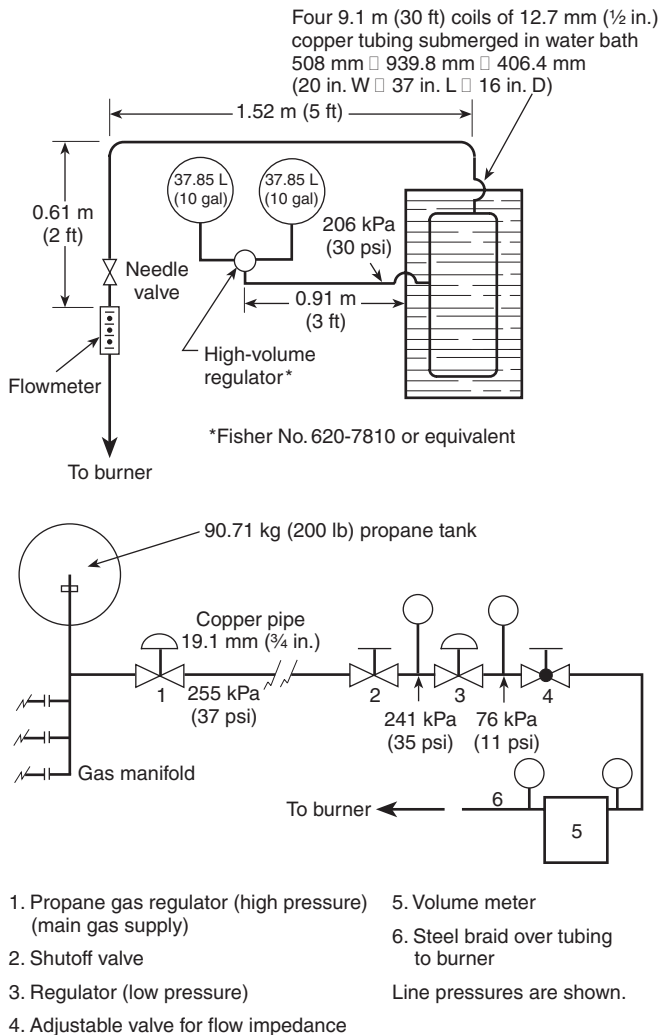 Four 9.1 m (30 ft) coils of 12.7 mm (½ in.)
copper tubing submerged in water bath
508 mm □ 939.8 mm □ 406.4 mm
(20 in. W □ 37 in. L □ 16 in. D)
1.52 m (5 ft)
37.85 L
(10 gal)
37.85 L
(10 gal)
0.61 m
(2 ft)
206 kPa
(30 psi)
Needle
valve
0.91 m
(3 ft)
High-volume
regulator*
Flowmeter
*Fisher No. 620-7810 or equivalent
To burner
90.71 kg (200 lb) propane tank
Copper pipe
19.1 mm (¾ in.)
1
255 kPa
(37 psi)
2
3
4
241 kPa
(35 psi)
76 kPa
(11 psi)
Gas manifold
To burner
6
5
1. Propane gas regulator (high pressure)
(main gas supply)
2. Shutoff valve
3. Regulator (low pressure)
4. Adjustable valve for flow impedance
5. Volume meter
6. Steel braid over tubing
to burner
Line pressures are shown.